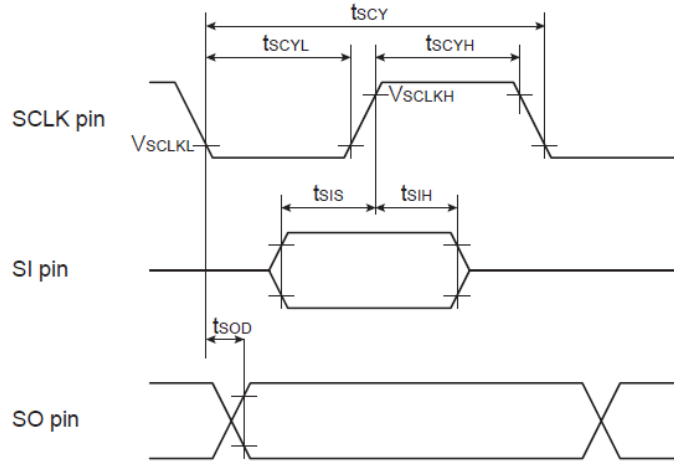 tSCY
tSCYL tSCYH
SCLK pin
VSCLKH
VSCLKL
tSIS tSIH
SI pin
tSOD
SO pin